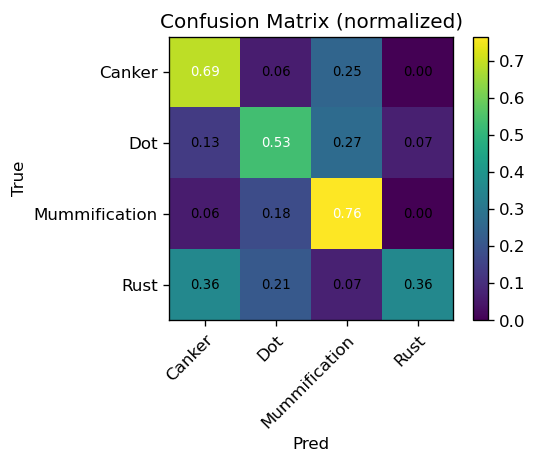 Confusion Matrix (normalized)
True
Canker 0.69 0.06 0.25 0.00
Dot 0.13 0.53 0.27 0.07
Mummification 0.06 0.18 0.76 0.00
Rust 0.36 0.21 0.07 0.36
Canker Dot Mummification Rust
Pred
0.7
0.6
0.5
0.4
0.3
0.2
0.1
0.0